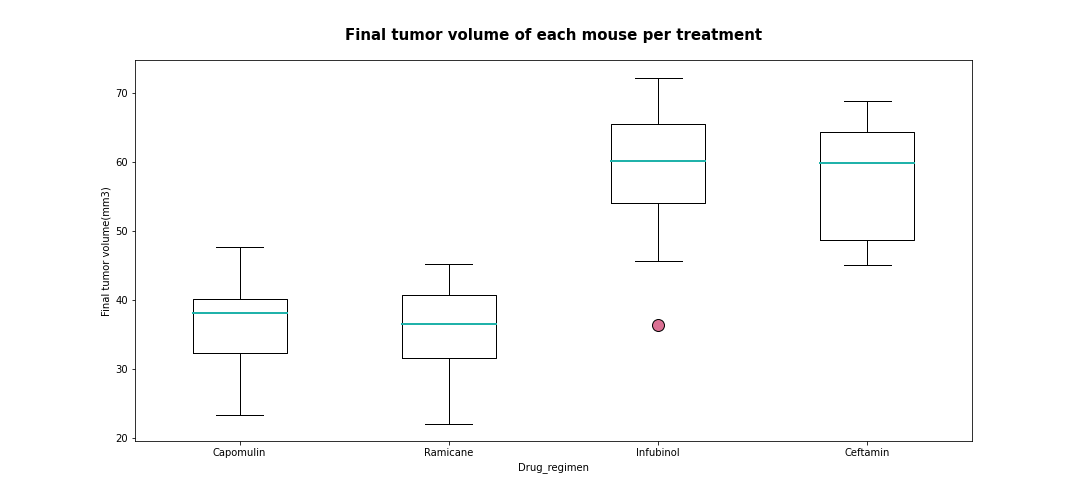 Final tumor volume of each mouse per treatment
Final tumor volume(mm3)
70
60
50
40
30
20
Capomulin
Ramicane
Infubinol
Ceftamin
Drug_regimen